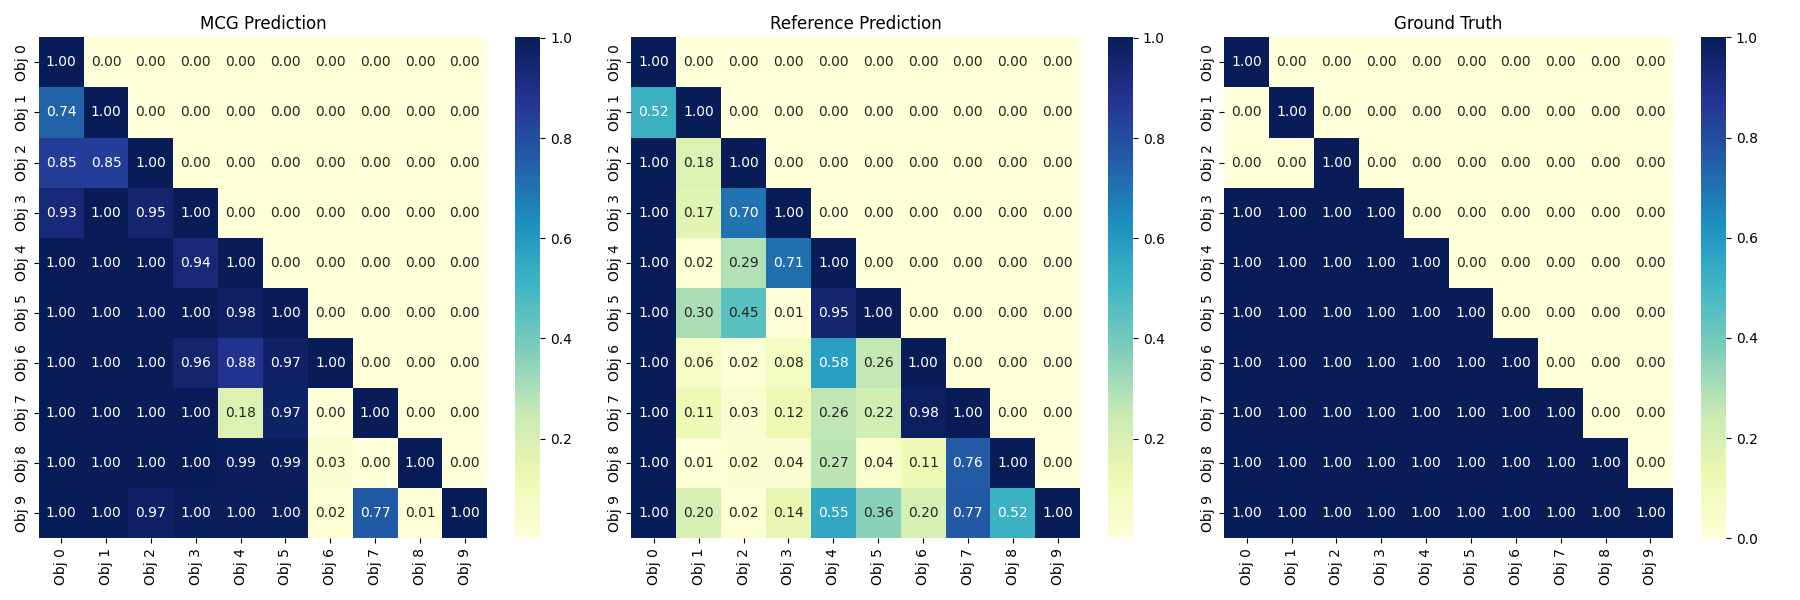 MCG Prediction
Obj 0 1.00 0.00 0.00 0.00 0.00 0.00 0.00 0.00 0.00 0.00
Obj 1 0.74 1.00 0.00 0.00 0.00 0.00 0.00 0.00 0.00 0.00
Obj 2 0.85 0.85 1.00 0.00 0.00 0.00 0.00 0.00 0.00 0.00
Obj 3 0.93 1.00 0.95 1.00 0.00 0.00 0.00 0.00 0.00 0.00
Obj 4 1.00 1.00 1.00 0.94 1.00 0.00 0.00 0.00 0.00 0.00
Obj 5 1.00 1.00 1.00 1.00 0.98 1.00 0.00 0.00 0.00 0.00
Obj 6 1.00 1.00 1.00 0.96 0.88 0.97 1.00 0.00 0.00 0.00
Obj 7 1.00 1.00 1.00 1.00 0.18 0.97 0.00 1.00 0.00 0.00
Obj 8 1.00 1.00 1.00 1.00 0.99 0.99 0.03 0.00 1.00 0.00
Obj 9 1.00 1.00 0.97 1.00 1.00 1.00 0.02 0.77 0.01 1.00
Obj 0 Obj 1 Obj 2 Obj 3 Obj 4 Obj 5 Obj 6 Obj 7 Obj 8 Obj 9
1.0
0.8
0.6
0.4
0.2
Reference Prediction
Obj 0 1.00 0.00 0.00 0.00 0.00 0.00 0.00 0.00 0.00 0.00
Obj 1 0.52 1.00 0.00 0.00 0.00 0.00 0.00 0.00 0.00 0.00
Obj 2 1.00 0.18 1.00 0.00 0.00 0.00 0.00 0.00 0.00 0.00
Obj 3 1.00 0.17 0.70 1.00 0.00 0.00 0.00 0.00 0.00 0.00
Obj 4 1.00 0.02 0.29 0.71 1.00 0.00 0.00 0.00 0.00 0.00
Obj 5 1.00 0.30 0.45 0.01 0.95 1.00 0.00 0.00 0.00 0.00
Obj 6 1.00 0.06 0.02 0.08 0.58 0.26 1.00 0.00 0.00 0.00
Obj 7 1.00 0.11 0.03 0.12 0.26 0.22 0.98 1.00 0.00 0.00
Obj 8 1.00 0.01 0.02 0.04 0.27 0.04 0.11 0.76 1.00 0.00
Obj 9 1.00 0.20 0.02 0.14 0.55 0.36 0.20 0.77 0.52 1.00
Obj 0 Obj 1 Obj 2 Obj 3 Obj 4 Obj 5 Obj 6 Obj 7 Obj 8 Obj 9
1.0
0.8
0.6
0.4
0.2
Ground Truth
Obj 0 1.00 0.00 0.00 0.00 0.00 0.00 0.00 0.00 0.00 0.00
Obj 1 0.00 1.00 0.00 0.00 0.00 0.00 0.00 0.00 0.00 0.00
Obj 2 0.00 0.00 1.00 0.00 0.00 0.00 0.00 0.00 0.00 0.00
Obj 3 1.00 1.00 1.00 1.00 0.00 0.00 0.00 0.00 0.00 0.00
Obj 4 1.00 1.00 1.00 1.00 1.00 0.00 0.00 0.00 0.00 0.00
Obj 5 1.00 1.00 1.00 1.00 1.00 1.00 0.00 0.00 0.00 0.00
Obj 6 1.00 1.00 1.00 1.00 1.00 1.00 1.00 0.00 0.00 0.00
Obj 7 1.00 1.00 1.00 1.00 1.00 1.00 1.00 1.00 0.00 0.00
Obj 8 1.00 1.00 1.00 1.00 1.00 1.00 1.00 1.00 1.00 0.00
Obj 9 1.00 1.00 1.00 1.00 1.00 1.00 1.00 1.00 1.00 1.00
Obj 0 Obj 1 Obj 2 Obj 3 Obj 4 Obj 5 Obj 6 Obj 7 Obj 8 Obj 9
1.0
0.8
0.6
0.4
0.2
0.0